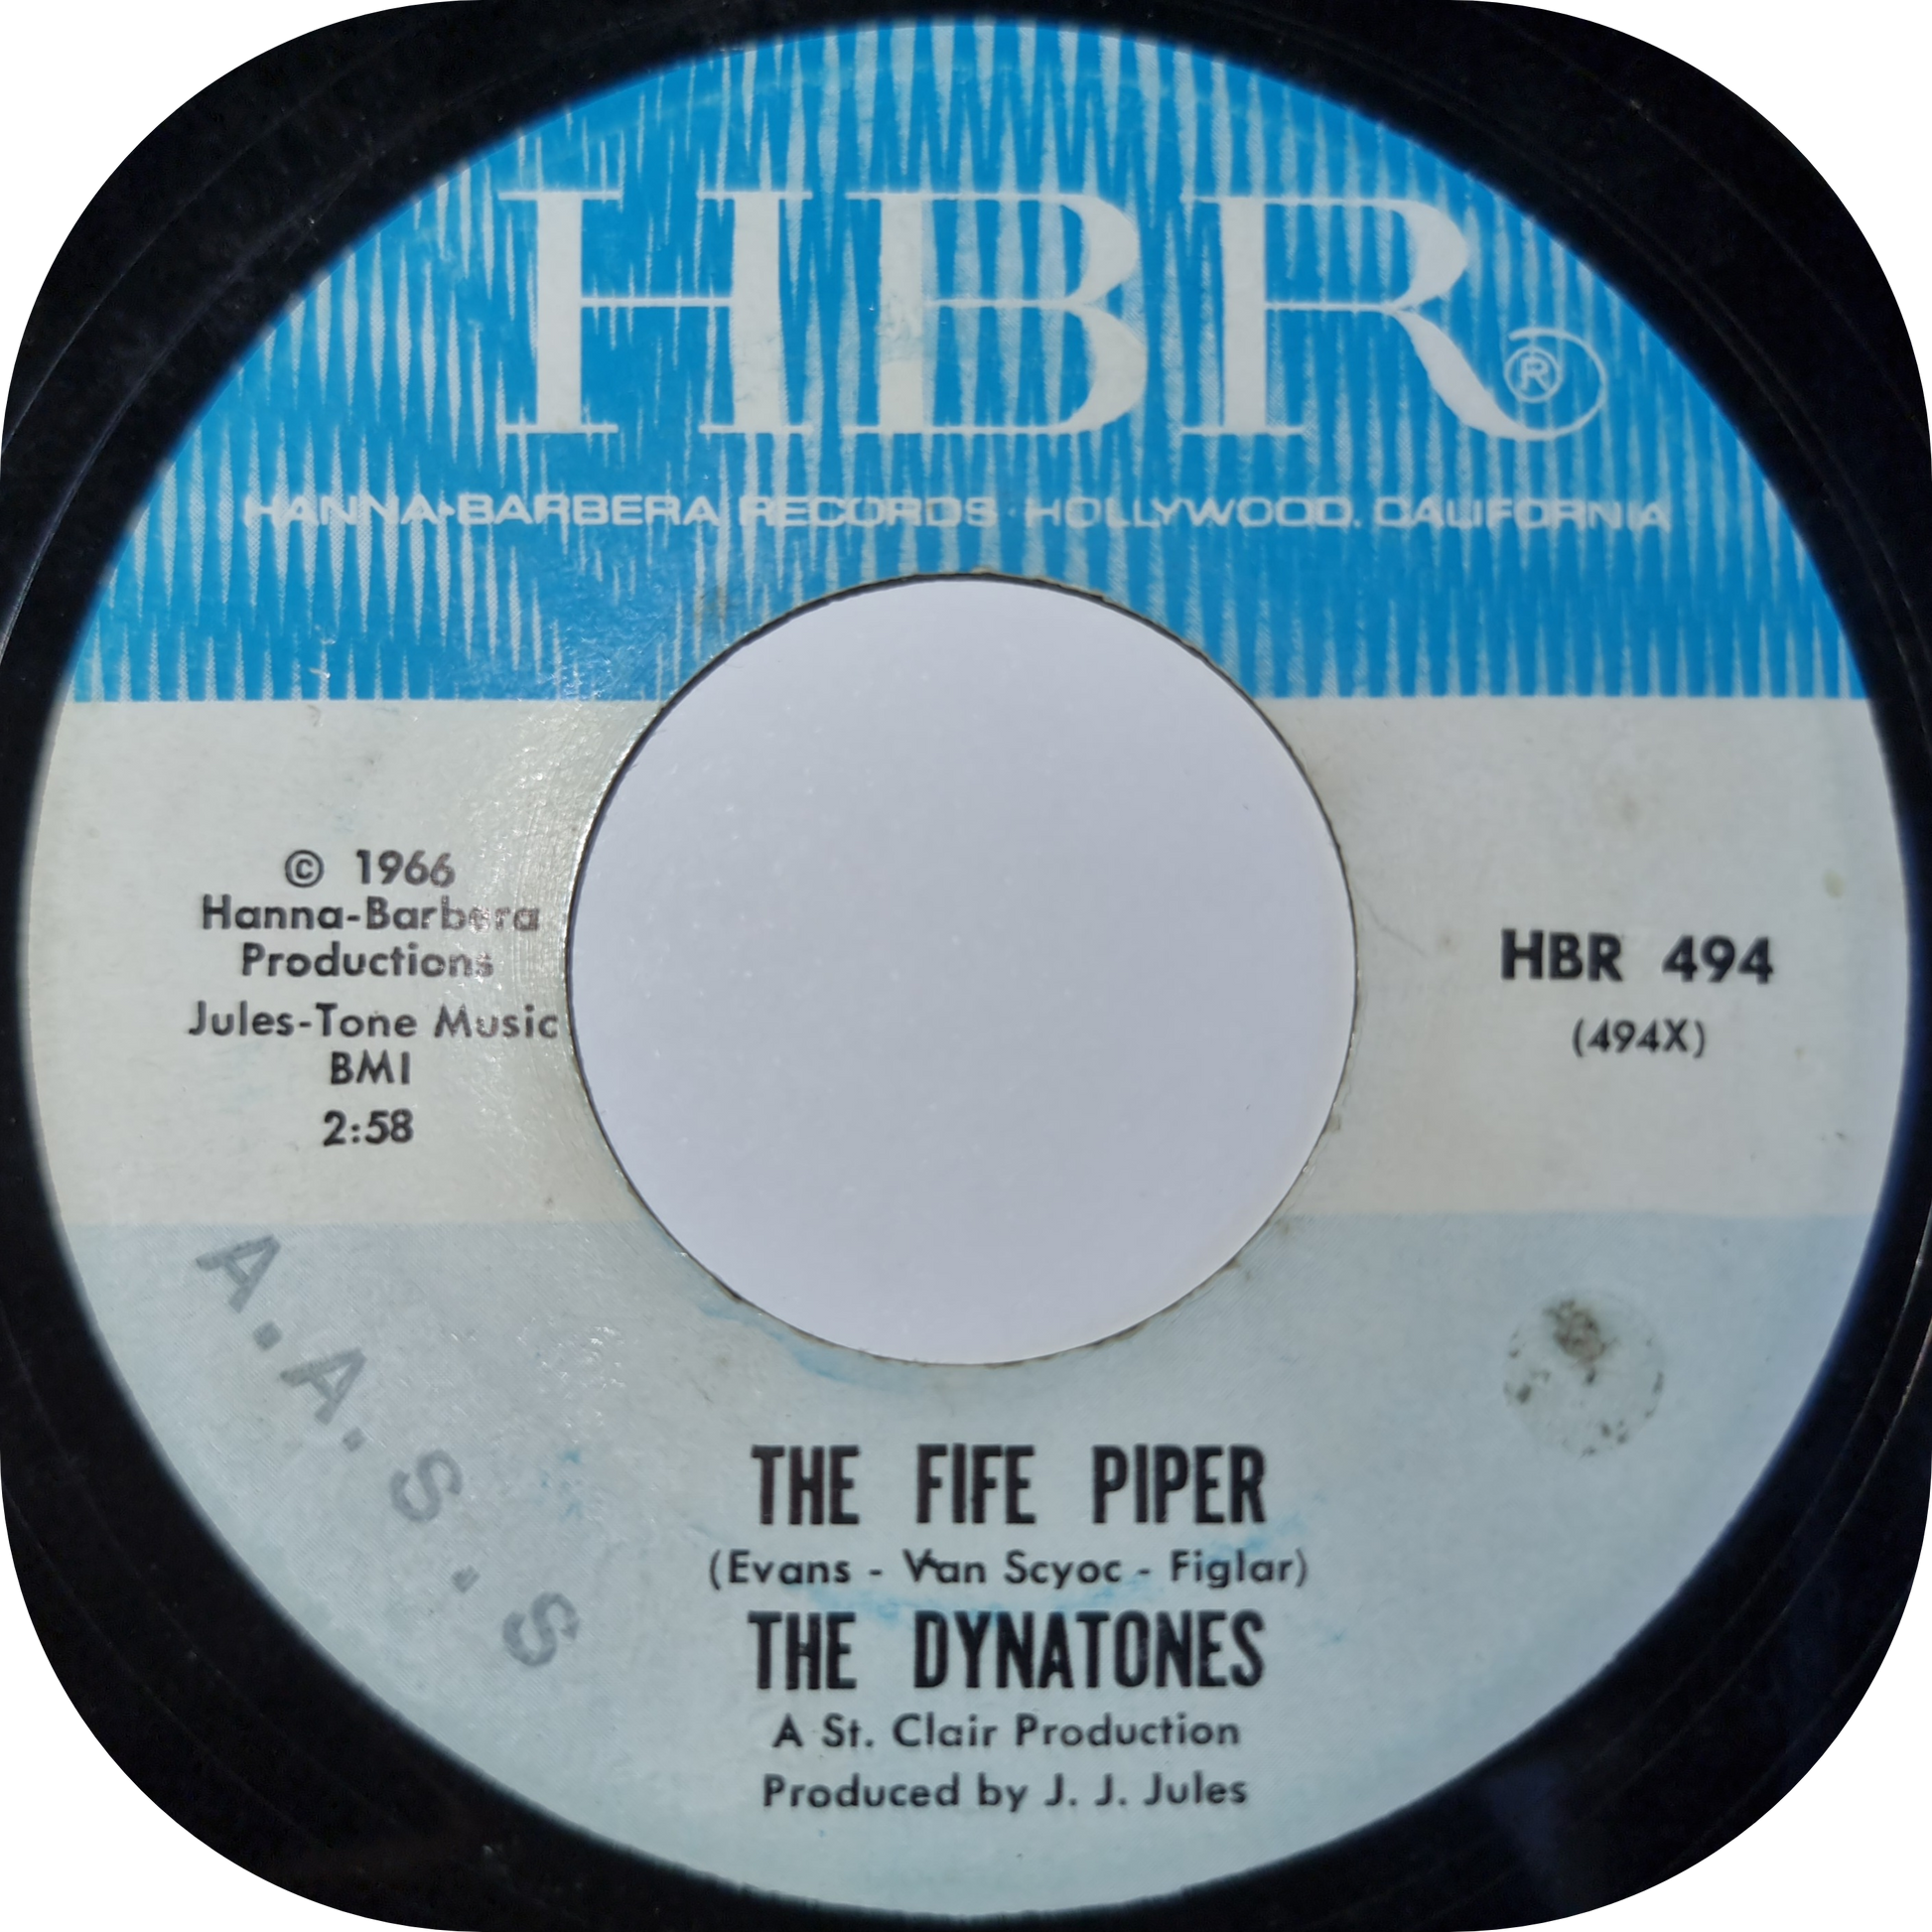 HBR®
HANNA-BARBERA RECORDS · HOLLYWOOD, CALIFORNIA
© 1966
Hanna-Barbera
Productions
Jules-Tone Music
BMI
2:58
HBR 494
(494X)
A.A.S.S
THE FIFE PIPER
(Evans - Van Scyoc - Figlar)
THE DYNATONES
A St. Clair Production
Produced by J. J. Jules